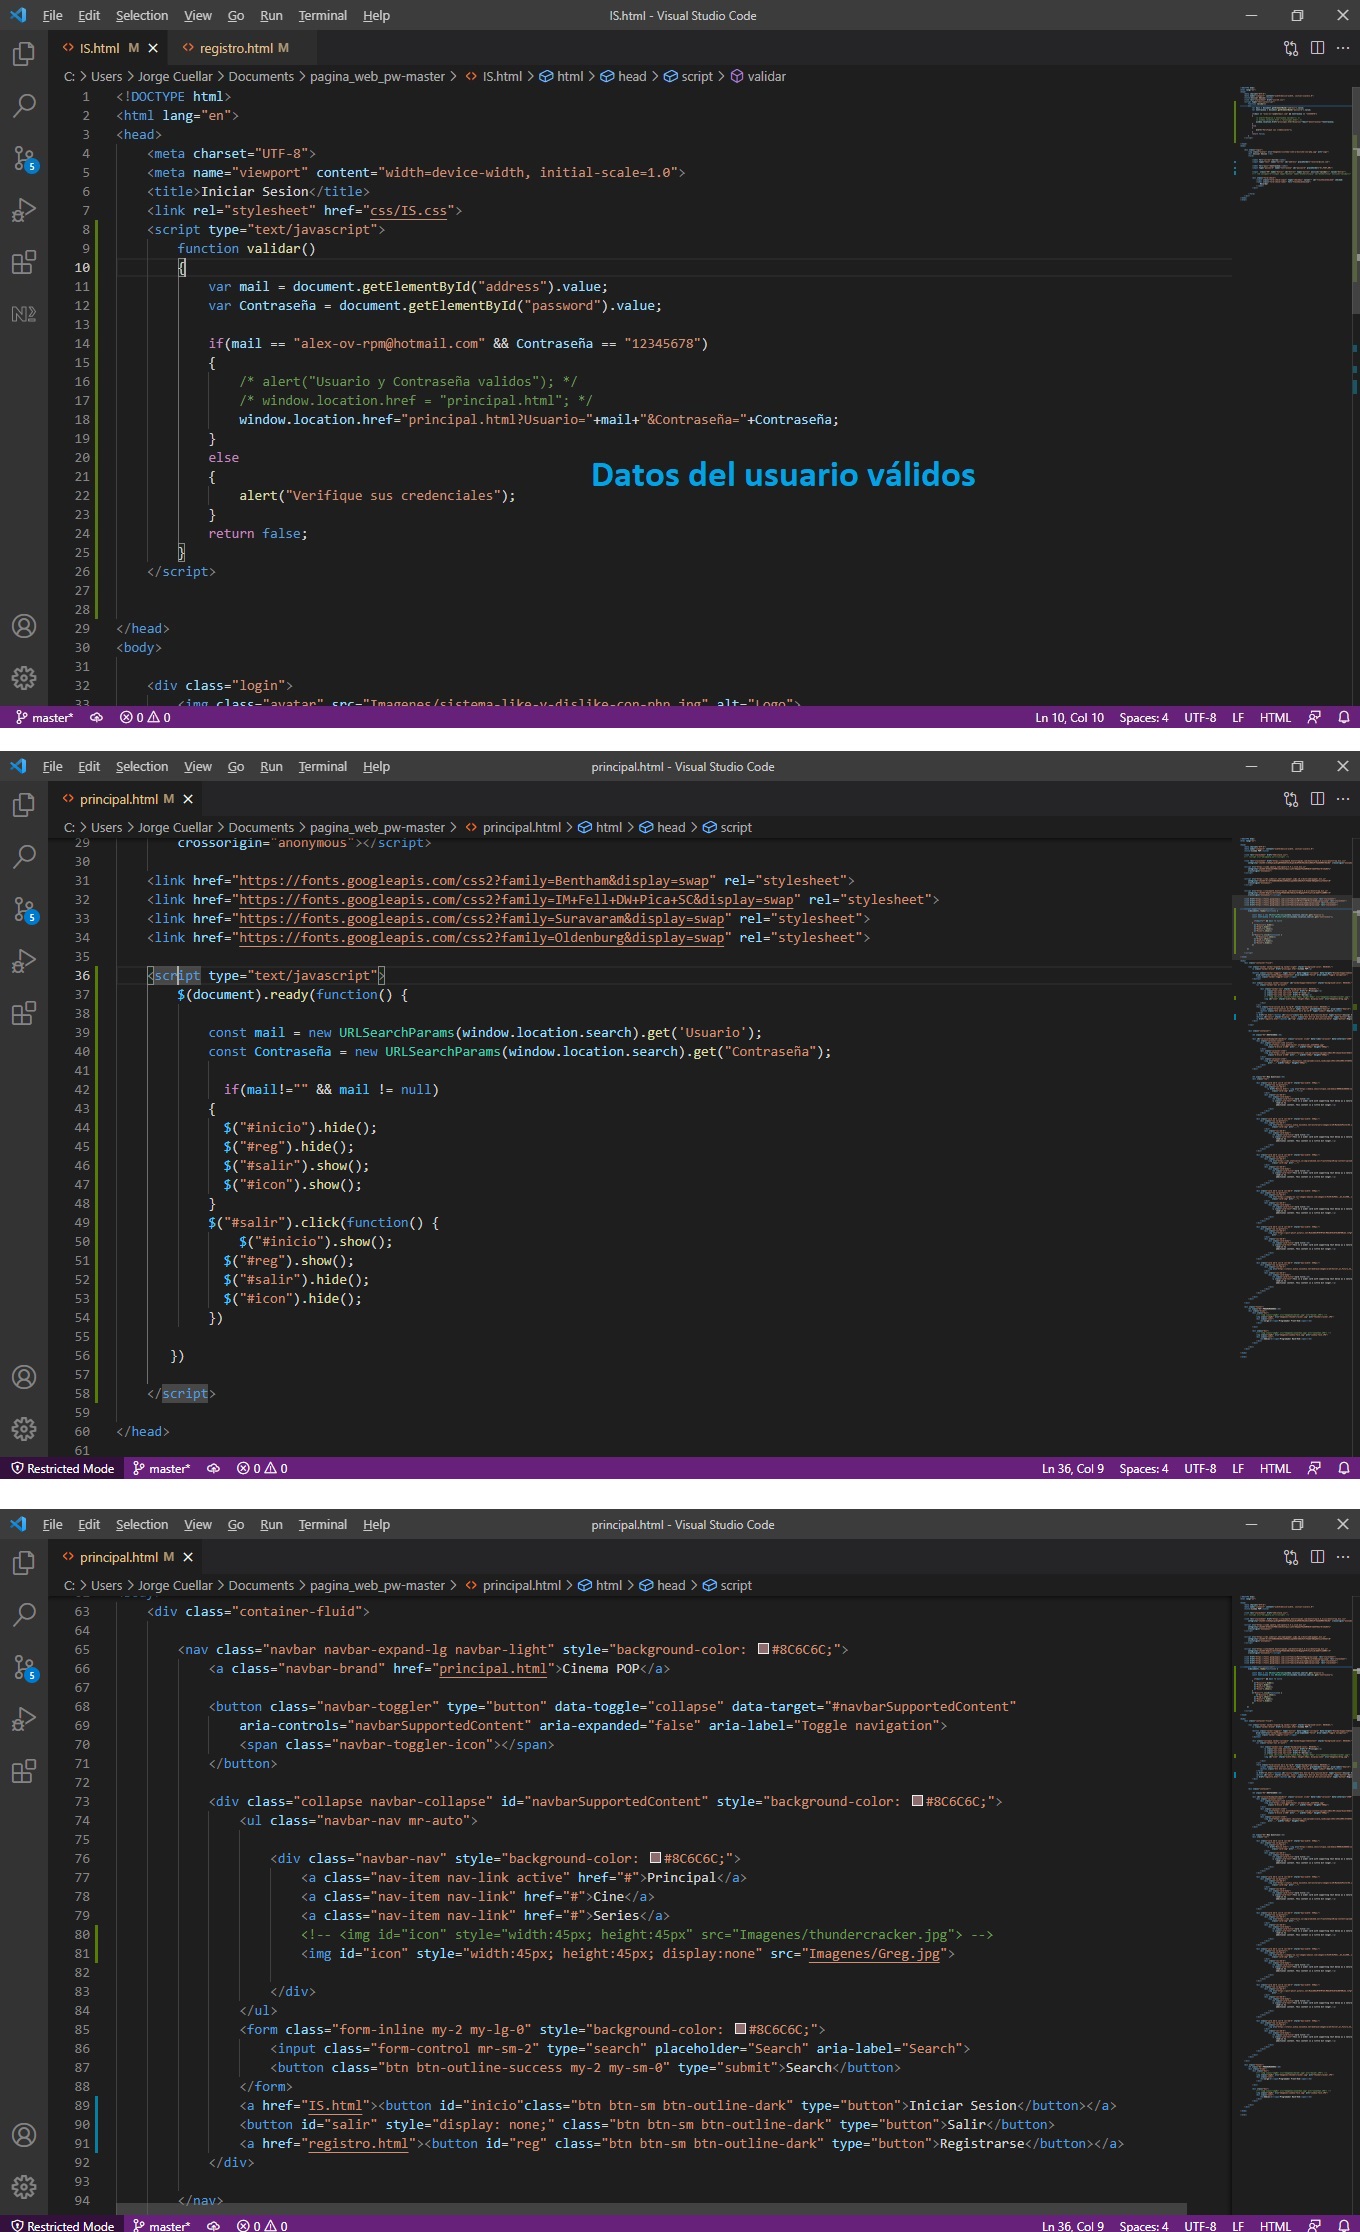 File Edit Selection View Go Run Terminal Help IS.html - Visual Studio Code
IS.html M registro.html M
C: > Users > Jorge Cuellar > Documents > pagina_web_pw-master > IS.html > html > head > script > validar
1 <!DOCTYPE html>
2 <html lang="en">
3 <head>
4 <meta charset="UTF-8">
5 <meta name="viewport" content="width=device-width, initial-scale=1.0">
6 <title>Iniciar Sesion</title>
7 <link rel="stylesheet" href="css/IS.css">
8 <script type="text/javascript">
9 function validar()
10 {
11 var mail = document.getElementById("address").value;
12 var Contraseña = document.getElementById("password").value;
13
14 if(mail == "alex-ov-rpm@hotmail.com" && Contraseña == "12345678")
15 {
16 /* alert("Usuario y Contraseña validos"); */
17 /* window.location.href = "principal.html"; */
18 window.location.href="principal.html?Usuario="+mail+"&Contraseña="+Contraseña;
19 }
20 else
21 {
Datos del usuario válidos
22 alert("Verifique sus credenciales");
23 }
24 return false;
25 }
26 </script>
27
28
29 </head>
30 <body>
31
32 <div class="login">
33 <img class="avatar" src="Imagenes/sistema-like-y-dislike-con-php.jpg" alt="Logo">
5
master* 0 0 Ln 10, Col 10 Spaces: 4 UTF-8 LF HTML
File Edit Selection View Go Run Terminal Help principal.html - Visual Studio Code
principal.html M
C: > Users > Jorge Cuellar > Documents > pagina_web_pw-master > principal.html > html > head > script
29 crossorigin="anonymous"></script>
30
31 <link href="https://fonts.googleapis.com/css2?family=Bentham&display=swap" rel="stylesheet">
32 <link href="https://fonts.googleapis.com/css2?family=IM+Fell+DW+Pica+SC&display=swap" rel="stylesheet">
33 <link href="https://fonts.googleapis.com/css2?family=Suravaram&display=swap" rel="stylesheet">
34 <link href="https://fonts.googleapis.com/css2?family=Oldenburg&display=swap" rel="stylesheet">
35
36 <script type="text/javascript">
37 $(document).ready(function() {
38
39 const mail = new URLSearchParams(window.location.search).get('Usuario');
40 const Contraseña = new URLSearchParams(window.location.search).get("Contraseña");
41
42 if(mail!="" && mail != null)
43 {
44 $("#inicio").hide();
45 $("#reg").hide();
46 $("#salir").show();
47 $("#icon").show();
48 }
49 $("#salir").click(function() {
50 $("#inicio").show();
51 $("#reg").show();
52 $("#salir").hide();
53 $("#icon").hide();
54 })
55
56 })
57
58 </script>
59
60 </head>
61
5
Restricted Mode master* 0 0 Ln 36, Col 9 Spaces: 4 UTF-8 LF HTML
File Edit Selection View Go Run Terminal Help principal.html - Visual Studio Code
principal.html M
C: > Users > Jorge Cuellar > Documents > pagina_web_pw-master > principal.html > html > head > script
63 <div class="container-fluid">
64
65 <nav class="navbar navbar-expand-lg navbar-light" style="background-color: #8C6C6C;">
66 <a class="navbar-brand" href="principal.html">Cinema POP</a>
67
68 <button class="navbar-toggler" type="button" data-toggle="collapse" data-target="#navbarSupportedContent"
69 aria-controls="navbarSupportedContent" aria-expanded="false" aria-label="Toggle navigation">
70 <span class="navbar-toggler-icon"></span>
71 </button>
72
73 <div class="collapse navbar-collapse" id="navbarSupportedContent" style="background-color: #8C6C6C;">
74 <ul class="navbar-nav mr-auto">
75
76 <div class="navbar-nav" style="background-color: #8C6C6C;">
77 <a class="nav-item nav-link active" href="#">Principal</a>
78 <a class="nav-item nav-link" href="#">Cine</a>
79 <a class="nav-item nav-link" href="#">Series</a>
80 <!-- <img id="icon" style="width:45px; height:45px" src="Imagenes/thundercracker.jpg"> -->
81 <img id="icon" style="width:45px; height:45px; display:none" src="Imagenes/Greg.jpg">
82
83 </div>
84 </ul>
85 <form class="form-inline my-2 my-lg-0" style="background-color: #8C6C6C;">
86 <input class="form-control mr-sm-2" type="search" placeholder="Search" aria-label="Search">
87 <button class="btn btn-outline-success my-2 my-sm-0" type="submit">Search</button>
88 </form>
89 <a href="IS.html"><button id="inicio"class="btn btn-sm btn-outline-dark" type="button">Iniciar Sesion</button></a>
90 <button id="salir" style="display: none;" class="btn btn-sm btn-outline-dark" type="button">Salir</button>
91 <a href="registro.html"><button id="reg" class="btn btn-sm btn-outline-dark" type="button">Registrarse</button></a>
92 </div>
93
94 </nav>
5
Restricted Mode master* 0 0 Ln 36, Col 9 Spaces: 4 UTF-8 LF HTML